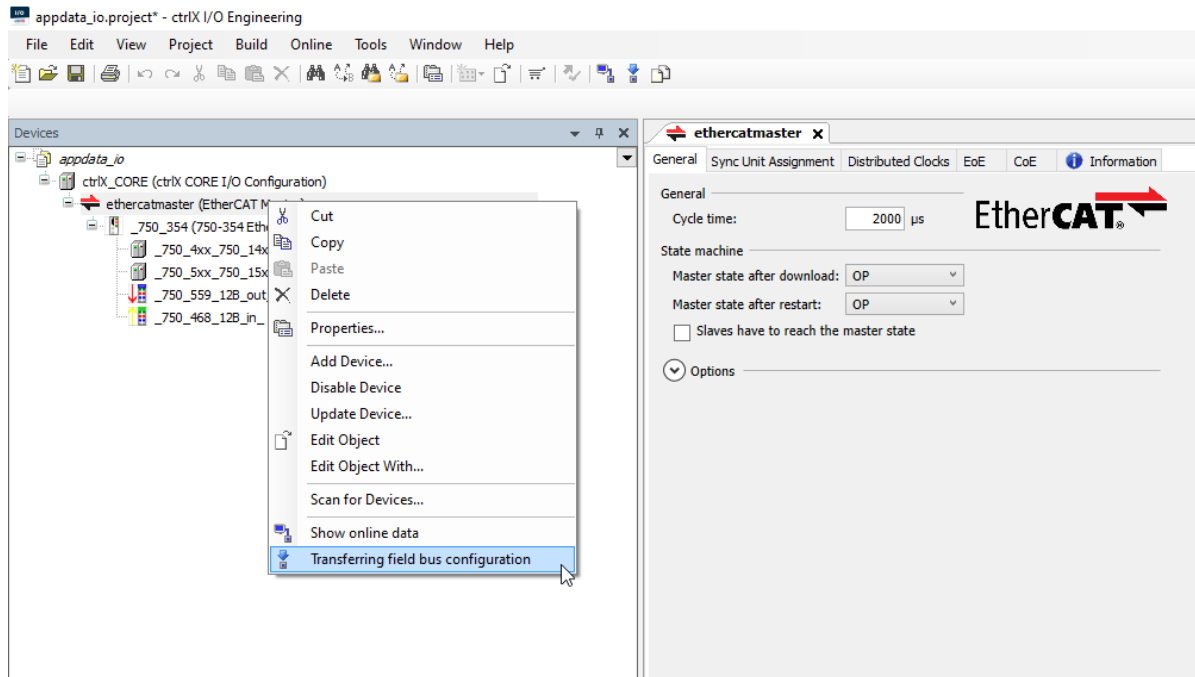 appdata_io.project* - ctrlX I/O Engineering
File Edit View Project Build Online Tools Window Help
Devices
appdata_io
ctrlX_CORE (ctrlX CORE I/O Configuration)
ethercatmaster (EtherCAT M
_750_354 (750-354 Eth
_750_4xx_750_14x
_750_5xx_750_15x
_750_559_12B_out_
_750_468_12B_in_
Cut
Copy
Paste
Delete
Properties...
Add Device...
Disable Device
Update Device...
Edit Object
Edit Object With...
Scan for Devices...
Show online data
Transferring field bus configuration
ethercatmaster
General Sync Unit Assignment Distributed Clocks EoE CoE Information
General
Cycle time: 2000 µs
EtherCAT®
State machine
Master state after download: OP
Master state after restart: OP
Slaves have to reach the master state
Options